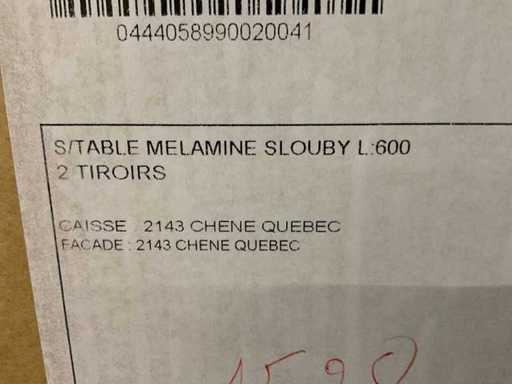 0444058990020041
S/TABLE MELAMINE SLOUBY L:600
2 TIROIRS
CAISSE : 2143 CHENE QUEBEC
FACADE : 2143 CHENE QUEBEC